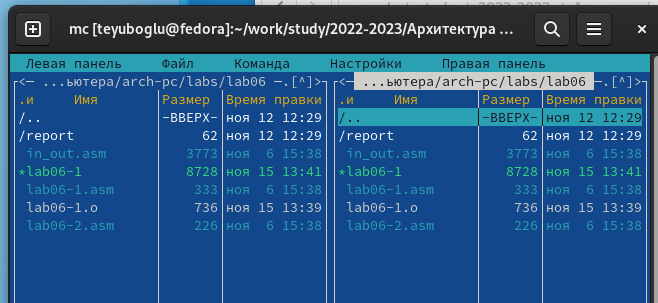 mc [teyuboglu@fedora]:~/work/study/2022-2023/Архитектура ...
Левая панель Файл Команда Настройки Правая панель
<─ ...ьютера/arch-pc/labs/lab06 ─.[^]> <─ ...ьютера/arch-pc/labs/lab06 ─.[^]>
.и Имя Размер Время правки .и Имя Размер Время правки
/.. -ВВЕРХ- ноя 12 12:29 /.. -ВВЕРХ- ноя 12 12:29
/report 62 ноя 12 12:29 /report 62 ноя 12 12:29
in_out.asm 3773 ноя 6 15:38 in_out.asm 3773 ноя 6 15:38
*lab06-1 8728 ноя 15 13:41 *lab06-1 8728 ноя 15 13:41
lab06-1.asm 333 ноя 6 15:38 lab06-1.asm 333 ноя 6 15:38
lab06-1.o 736 ноя 15 13:39 lab06-1.o 736 ноя 15 13:39
lab06-2.asm 226 ноя 6 15:38 lab06-2.asm 226 ноя 6 15:38